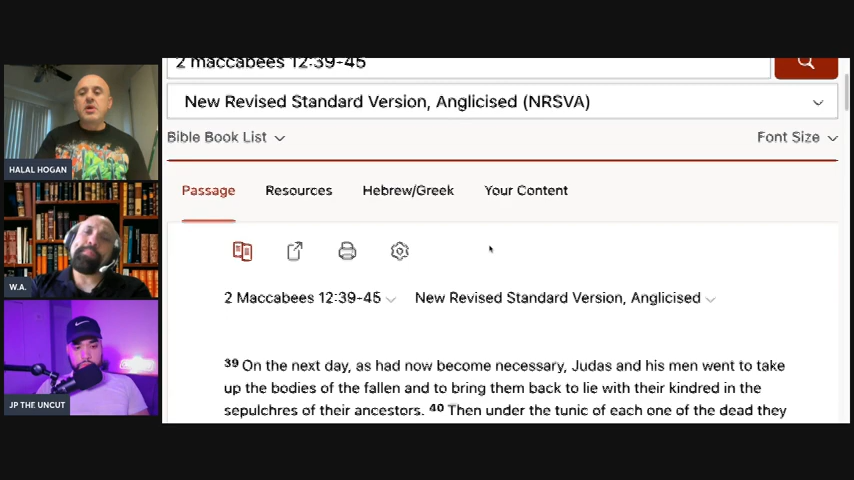 2 maccabees 12:39-45
New Revised Standard Version, Anglicised (NRSVA)
Bible Book List
Font Size
Passage
Resources
Hebrew/Greek
Your Content
2 Maccabees 12:39-45
New Revised Standard Version, Anglicised
39 On the next day, as had now become necessary, Judas and his men went to take
up the bodies of the fallen and to bring them back to lie with their kindred in the
sepulchres of their ancestors. 40 Then under the tunic of each one of the dead they
HALAL HOGAN
W.A.
JP THE UNCUT